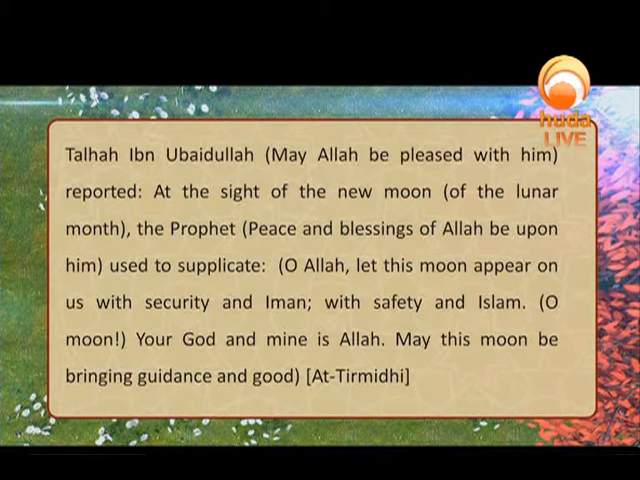 huda
LIVE
Talhah Ibn Ubaidullah (May Allah be pleased with him)
reported: At the sight of the new moon (of the lunar
month), the Prophet (Peace and blessings of Allah be upon
him) used to supplicate: (O Allah, let this moon appear on
us with security and Iman; with safety and Islam. (O
moon!) Your God and mine is Allah. May this moon be
bringing guidance and good) [At-Tirmidhi]